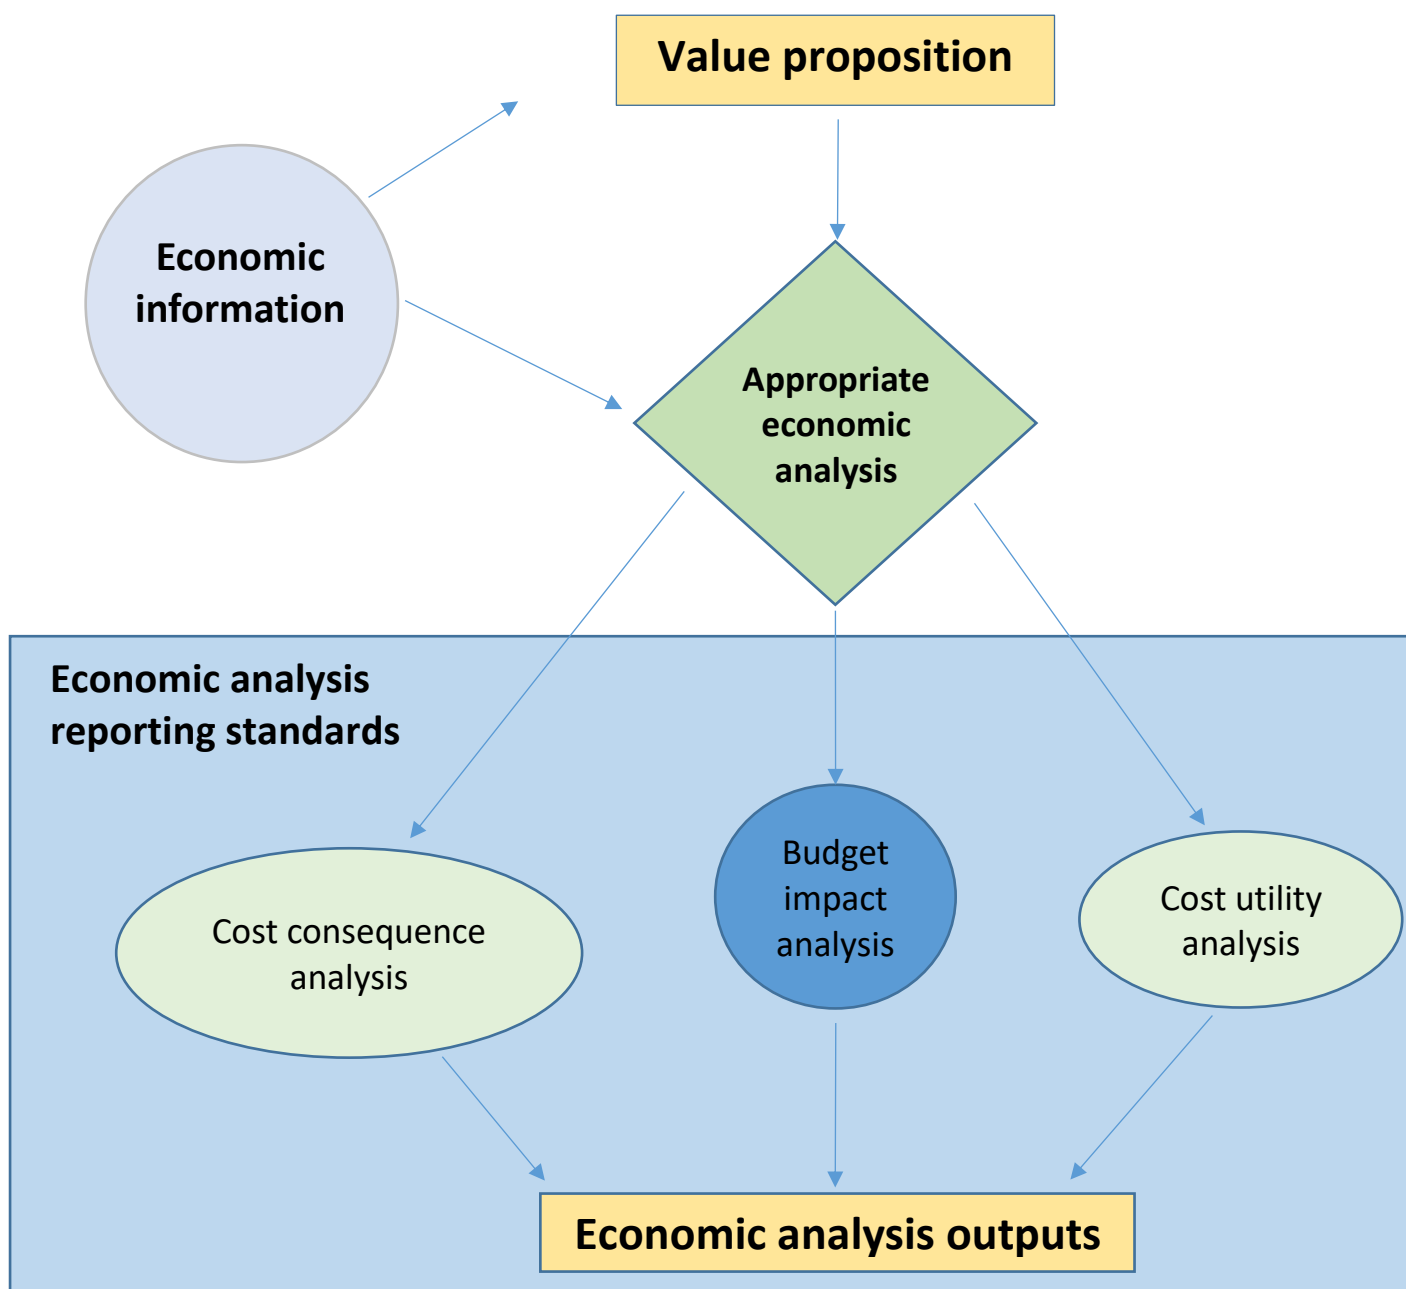 Value proposition
Economic
information
Appropriate
economic
analysis
Economic analysis
reporting standards
Cost consequence
analysis
Budget
impact
analysis
Cost utility
analysis
Economic analysis outputs